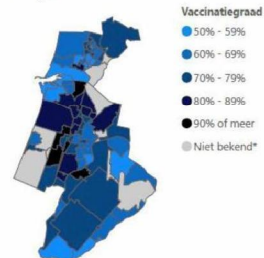 Vaccinatiegraad
50% - 59%
60% - 69%
70% - 79%
80% - 89%
90% of meer
Niet bekend*